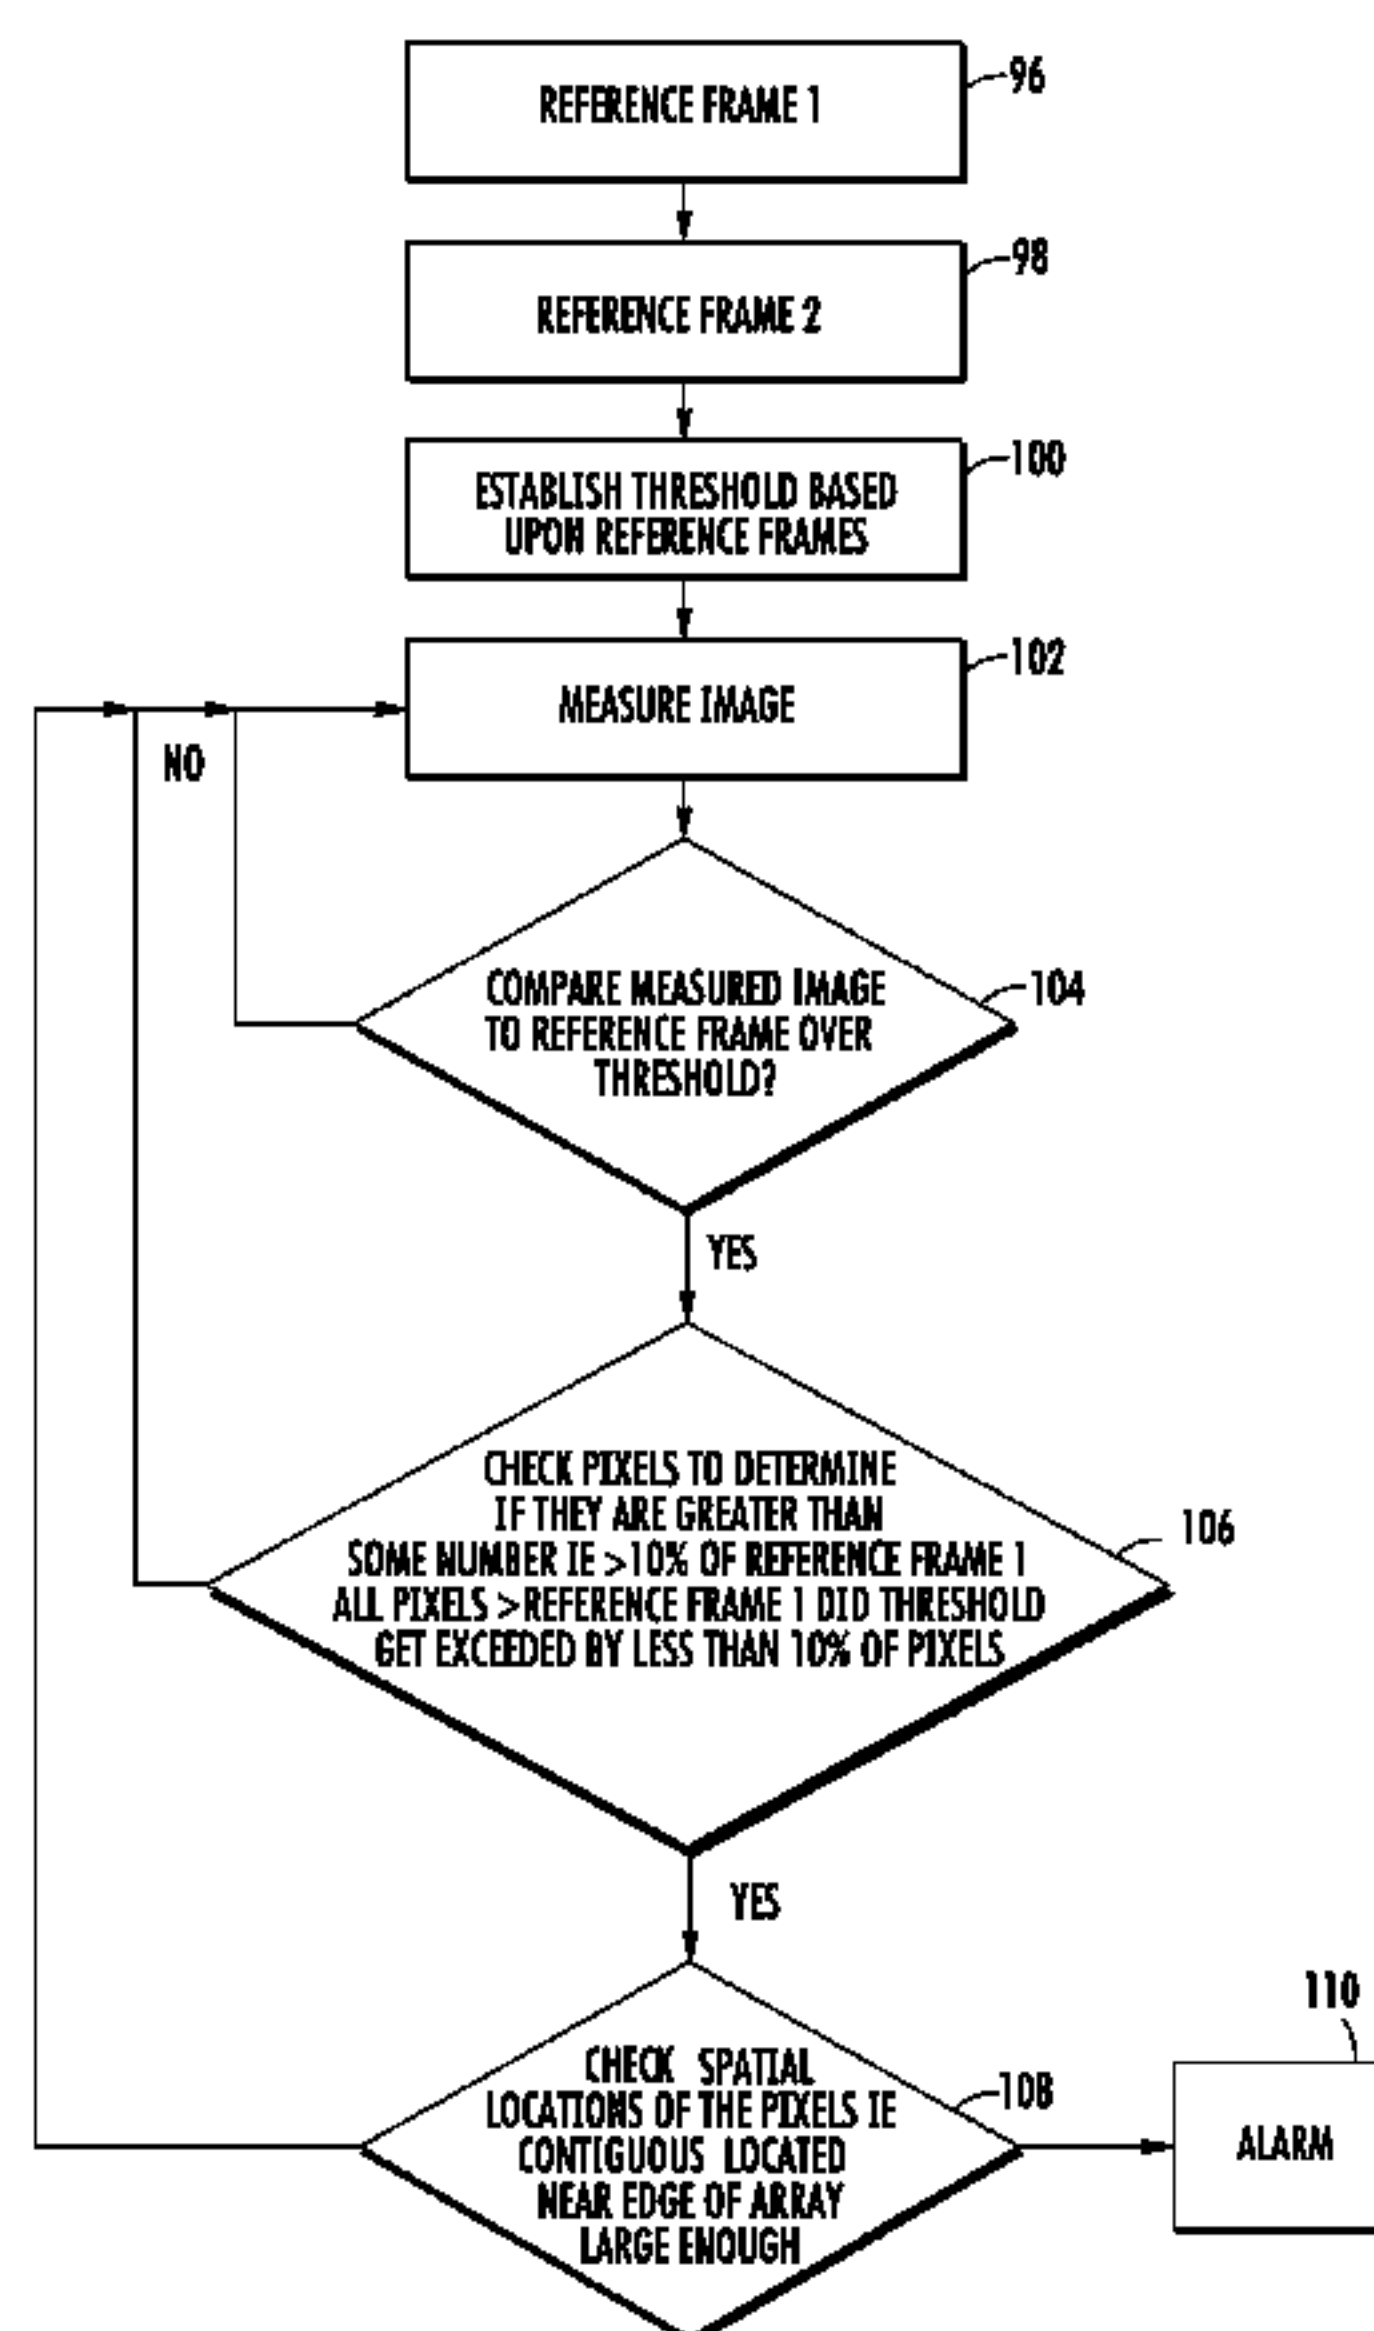 REFERENCE FRAME 1
96
REFERENCE FRAME 2
98
ESTABLISH THRESHOLD BASED
UPON REFERENCE FRAMES
100
MEASURE IMAGE
102
NO
COMPARE MEASURED IMAGE
TO REFERENCE FRAME OVER
THRESHOLD?
104
YES
CHECK PIXELS TO DETERMINE
IF THEY ARE GREATER THAN
SOME NUMBER IE >10% OF REFERENCE FRAME 1
ALL PIXELS >REFERENCE FRAME 1 DID THRESHOLD
GET EXCEEDED BY LESS THAN 10% OF PIXELS
106
YES
CHECK SPATIAL
LOCATIONS OF THE PIXELS IE
CONTIGUOUS LOCATED
NEAR EDGE OF ARRAY
LARGE ENOUGH
108
110
ALARM